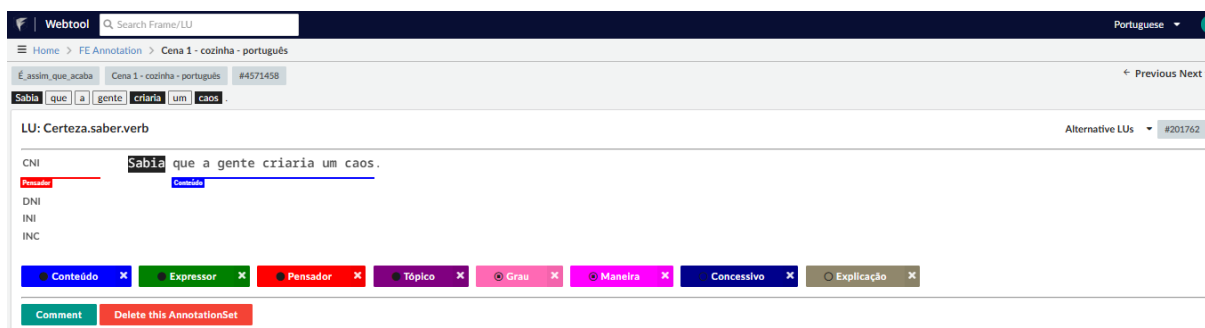 Webtool Search Frame/LU Portuguese
Home > FE Annotation > Cena 1 - cozinha - português
É_assim_que_acaba Cena 1 - cozinha - português #4571458 ← Previous Next
Sabia que a gente criaria um caos .
LU: Certeza.saber.verb Alternative LUs #201762
CNI Sabia que a gente criaria um caos.
Pensador Conteúdo
DNI
INI
INC
Conteúdo × Expressor × Pensador × Tópico × Grau × Maneira × Concessivo × Explicação ×
Comment Delete this AnnotationSet